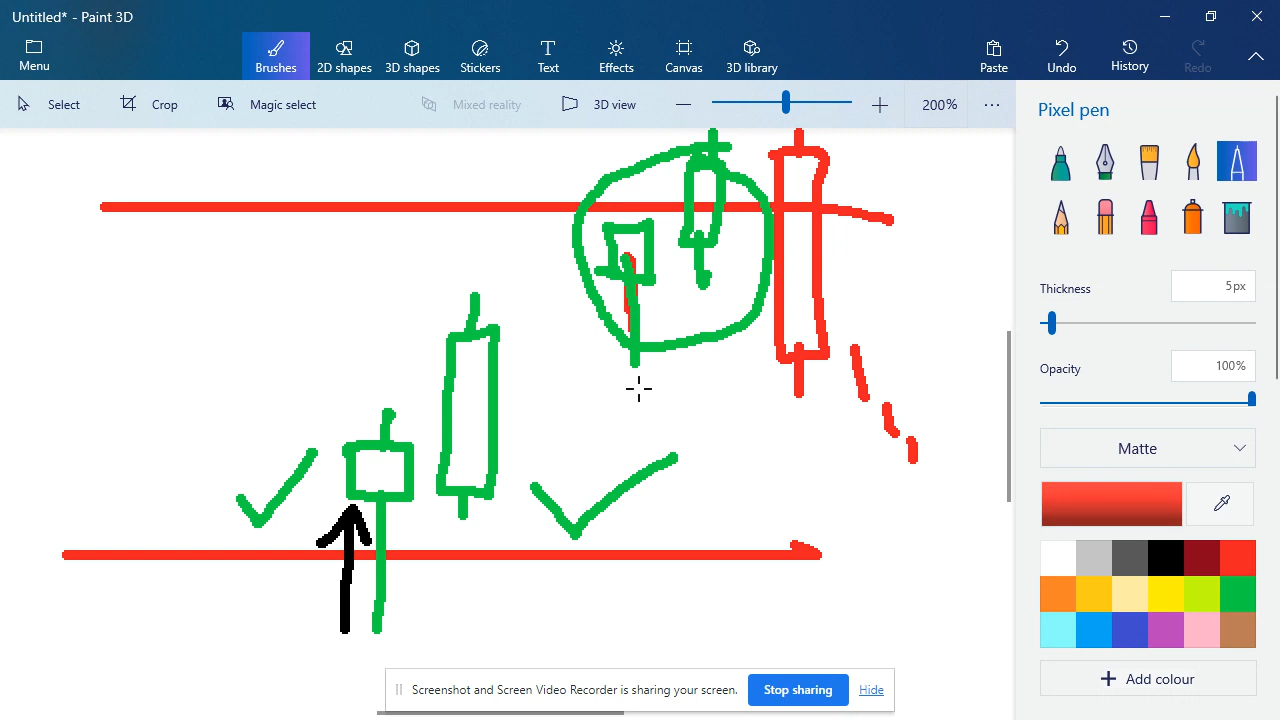 Untitled* - Paint 3D
Menu
Brushes
2D shapes
3D shapes
Stickers
Text
Effects
Canvas
3D library
Paste
Undo
History
Redo
Select
Crop
Magic select
Mixed reality
3D view
200%
Pixel pen
Thickness
5px
Opacity
100%
Matte
Add colour
Screenshot and Screen Video Recorder is sharing your screen.
Stop sharing
Hide